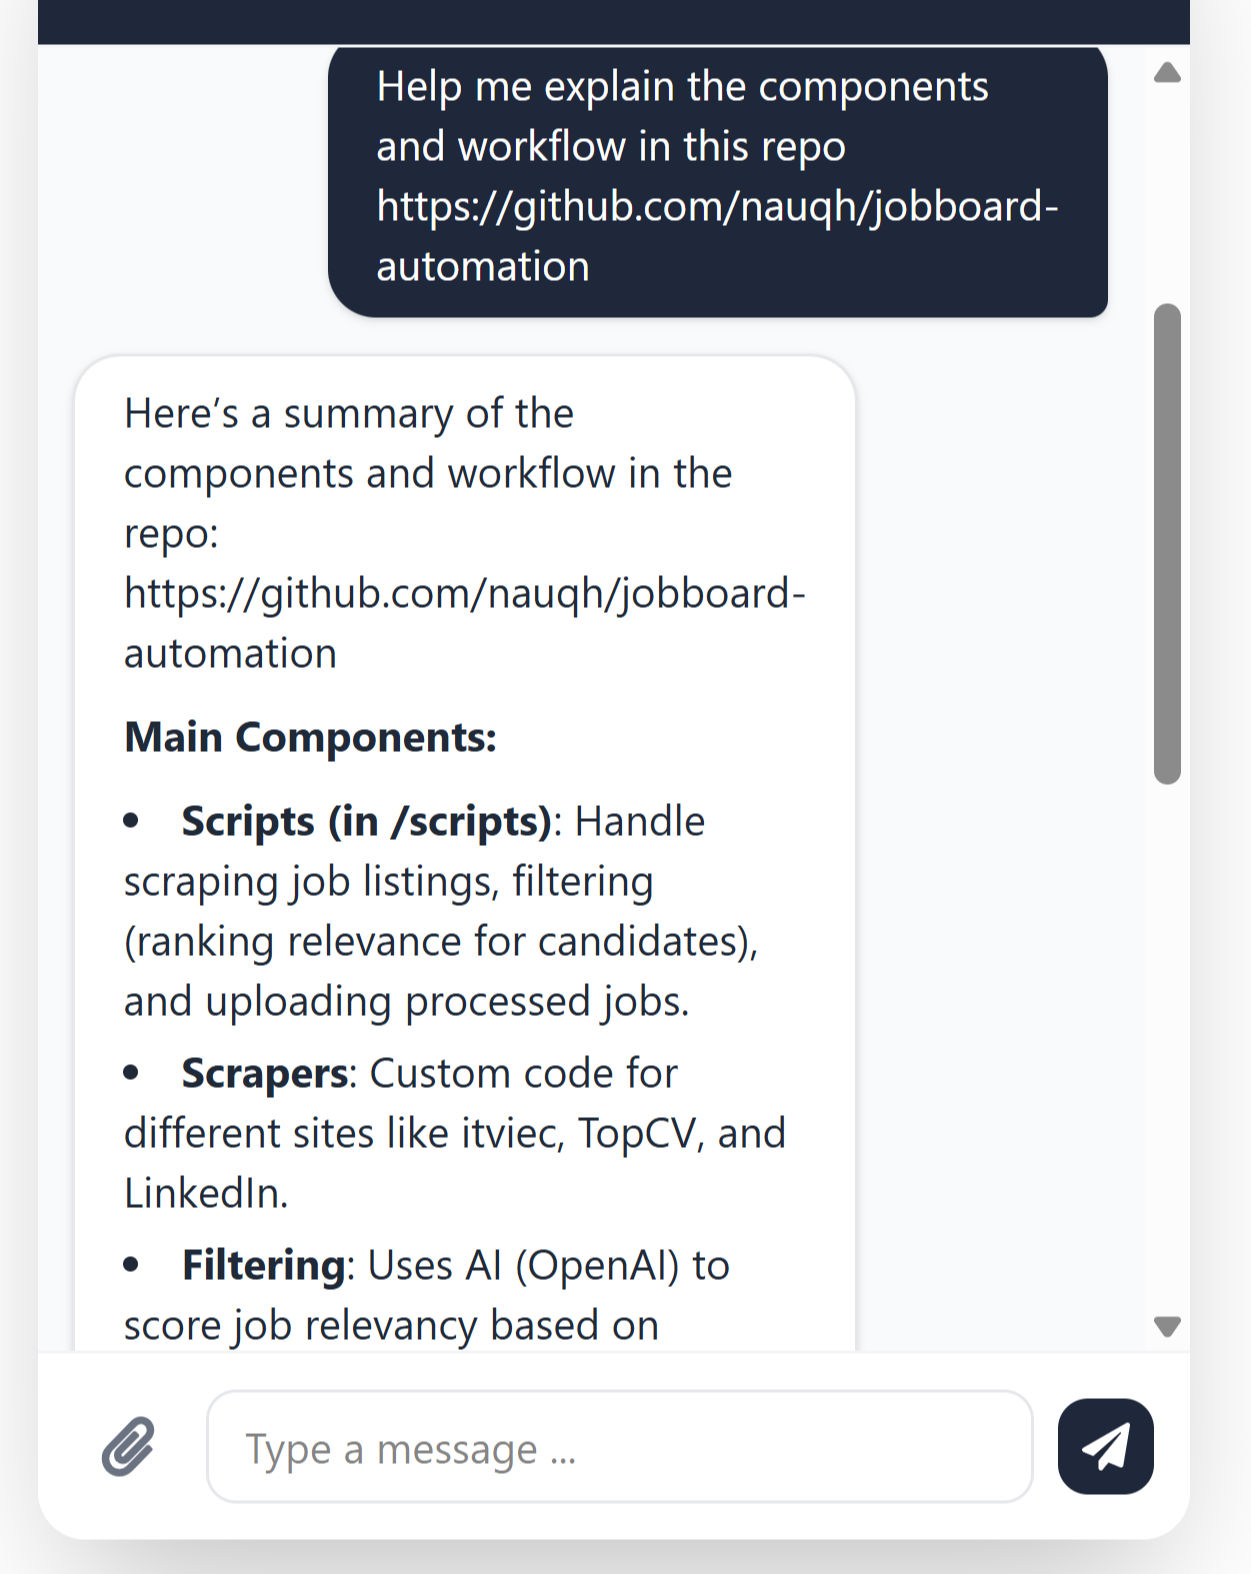 Help me explain the components
and workflow in this repo
https://github.com/nauqh/jobboard-
automation
Here’s a summary of the
components and workflow in the
repo:
https://github.com/nauqh/jobboard-
automation
Main Components:
• Scripts (in /scripts): Handle
scraping job listings, filtering
(ranking relevance for candidates),
and uploading processed jobs.
• Scrapers: Custom code for
different sites like itviec, TopCV, and
LinkedIn.
• Filtering: Uses AI (OpenAI) to
score job relevancy based on
Type a message ...